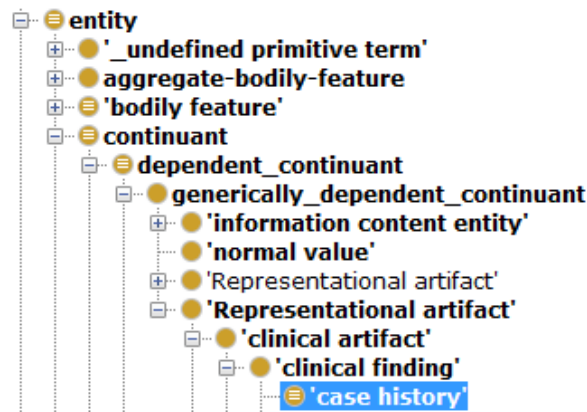 entity
'_undefined primitive term'
aggregate-bodily-feature
'bodily feature'
continuant
dependent_continuant
generically_dependent_continuant
'information content entity'
'normal value'
'Representational artifact'
'Representational artifact'
'clinical artifact'
'clinical finding'
'case history'